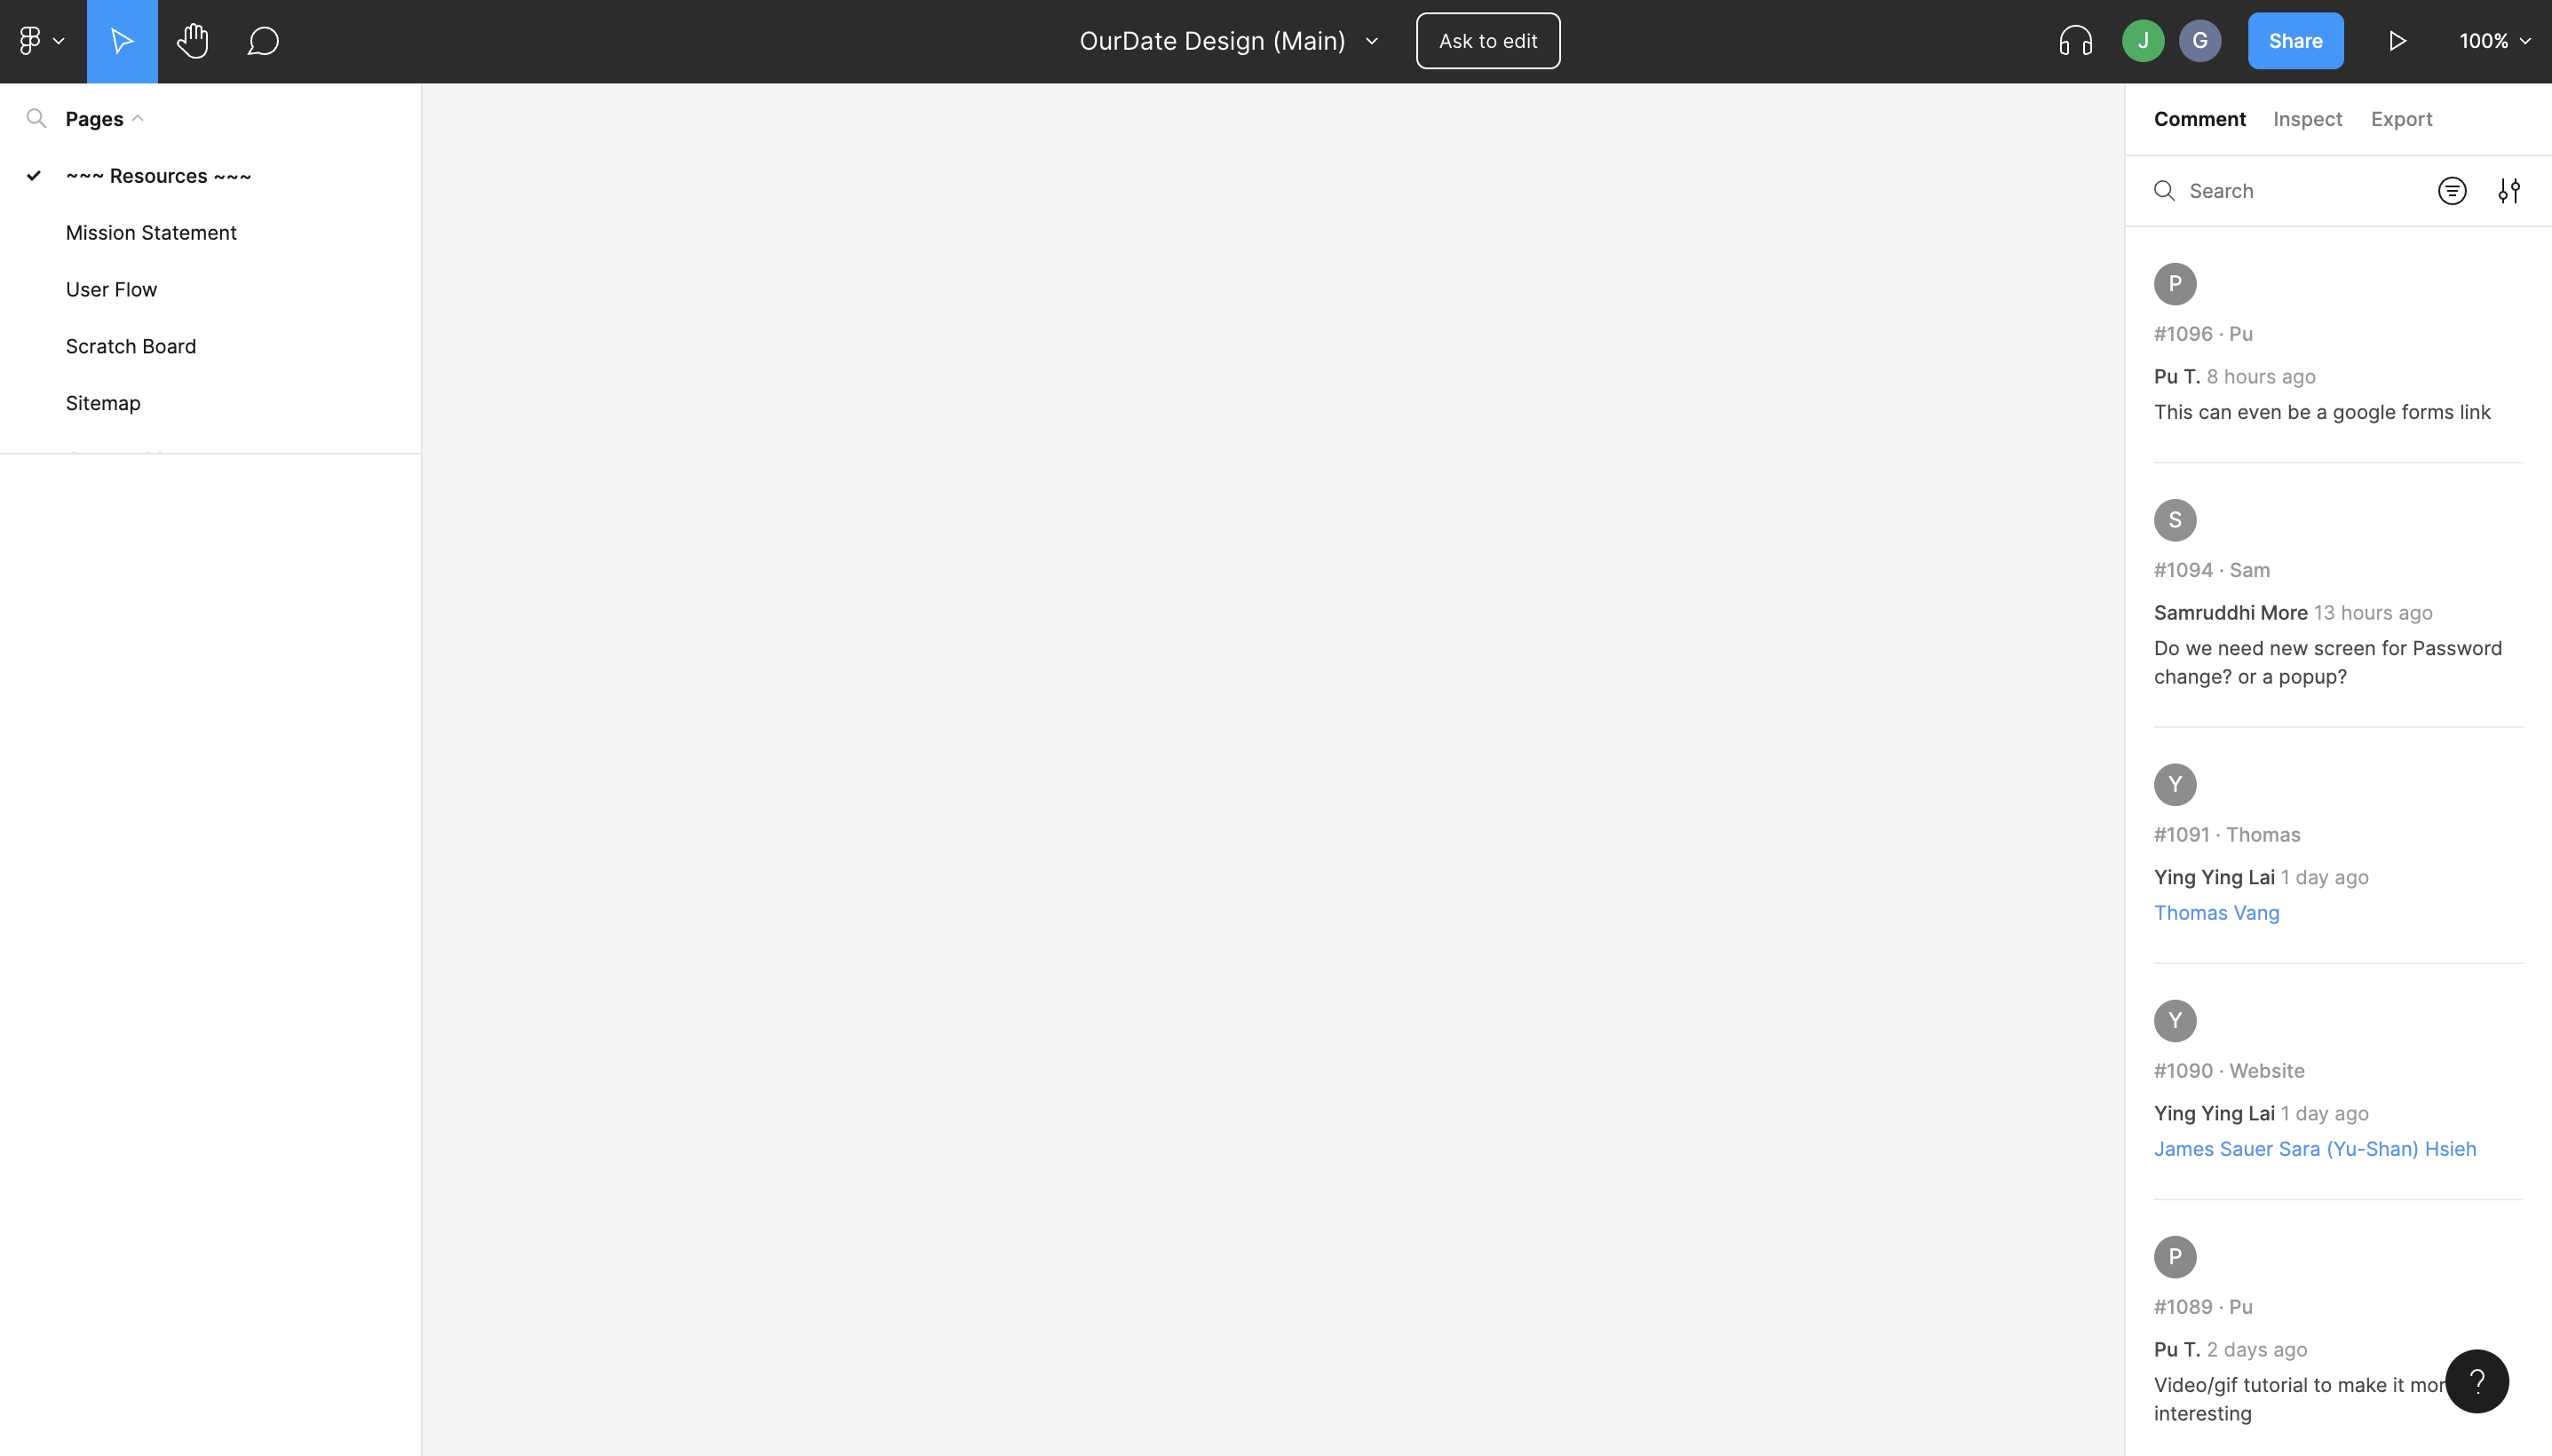 OurDate Design (Main)
Ask to edit
J
G
Share
100%
Pages
~~~ Resources ~~~
Mission Statement
User Flow
Scratch Board
Sitemap
Comment Inspect Export
Search
P
#1096 · Pu
Pu T. 8 hours ago
This can even be a google forms link
S
#1094 · Sam
Samruddhi More 13 hours ago
Do we need new screen for Password
change? or a popup?
Y
#1091 · Thomas
Ying Ying Lai 1 day ago
Thomas Vang
Y
#1090 · Website
Ying Ying Lai 1 day ago
James Sauer Sara (Yu-Shan) Hsieh
P
#1089 · Pu
Pu T. 2 days ago
Video/gif tutorial to make it mor
interesting
?